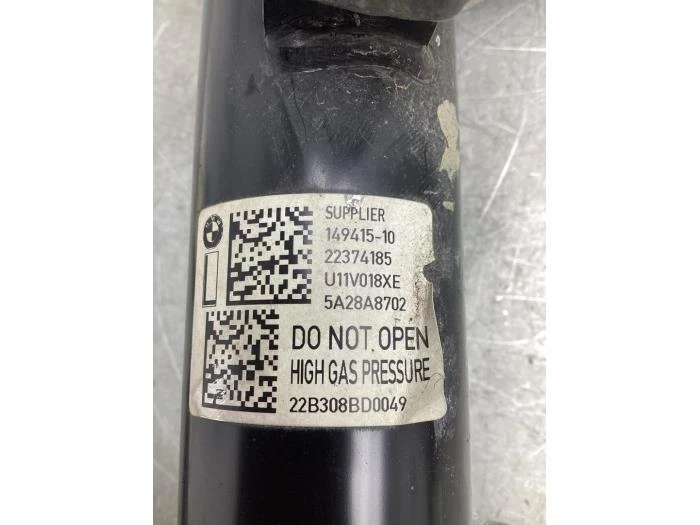 SUPPLIER
149415-10
22374185
U11V018XE
5A28A8702
DO NOT OPEN
HIGH GAS PRESSURE
22B308BD0049